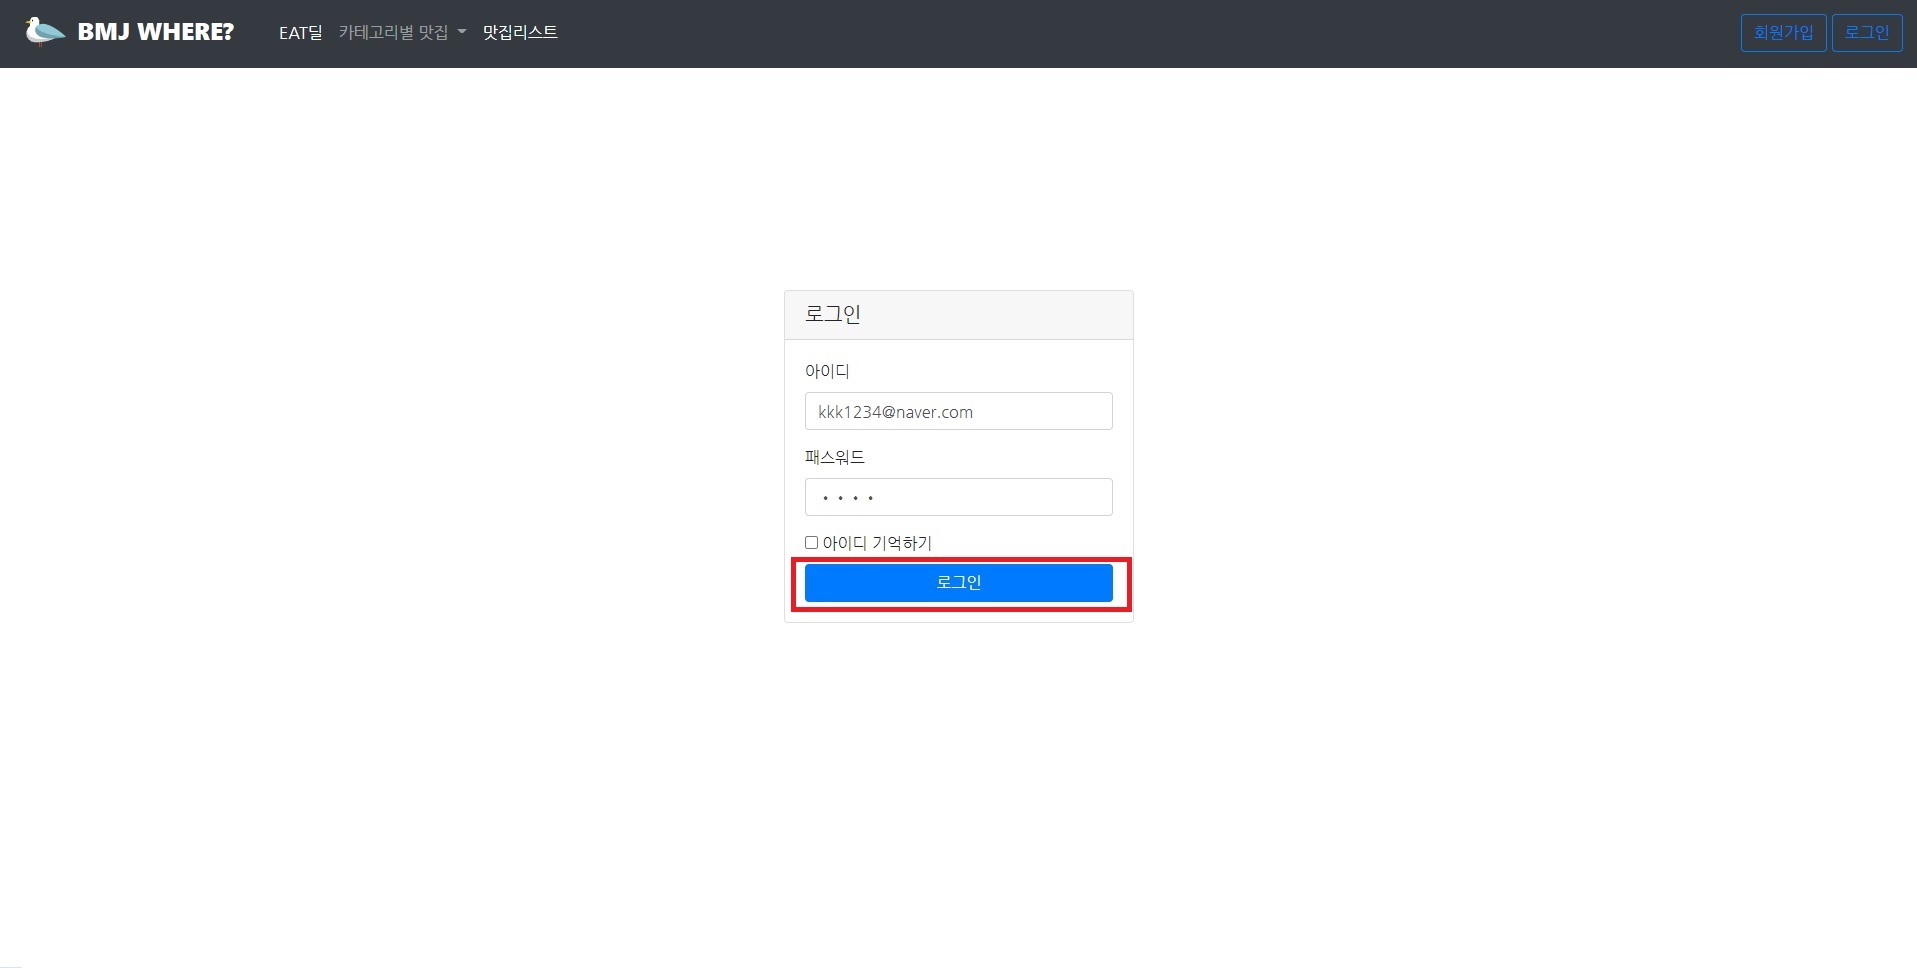 BMJ WHERE? EAT딜 카테고리별 맛집 맛집리스트 회원가입 로그인
로그인
아이디
kkk1234@naver.com
패스워드
••••
아이디 기억하기
로그인